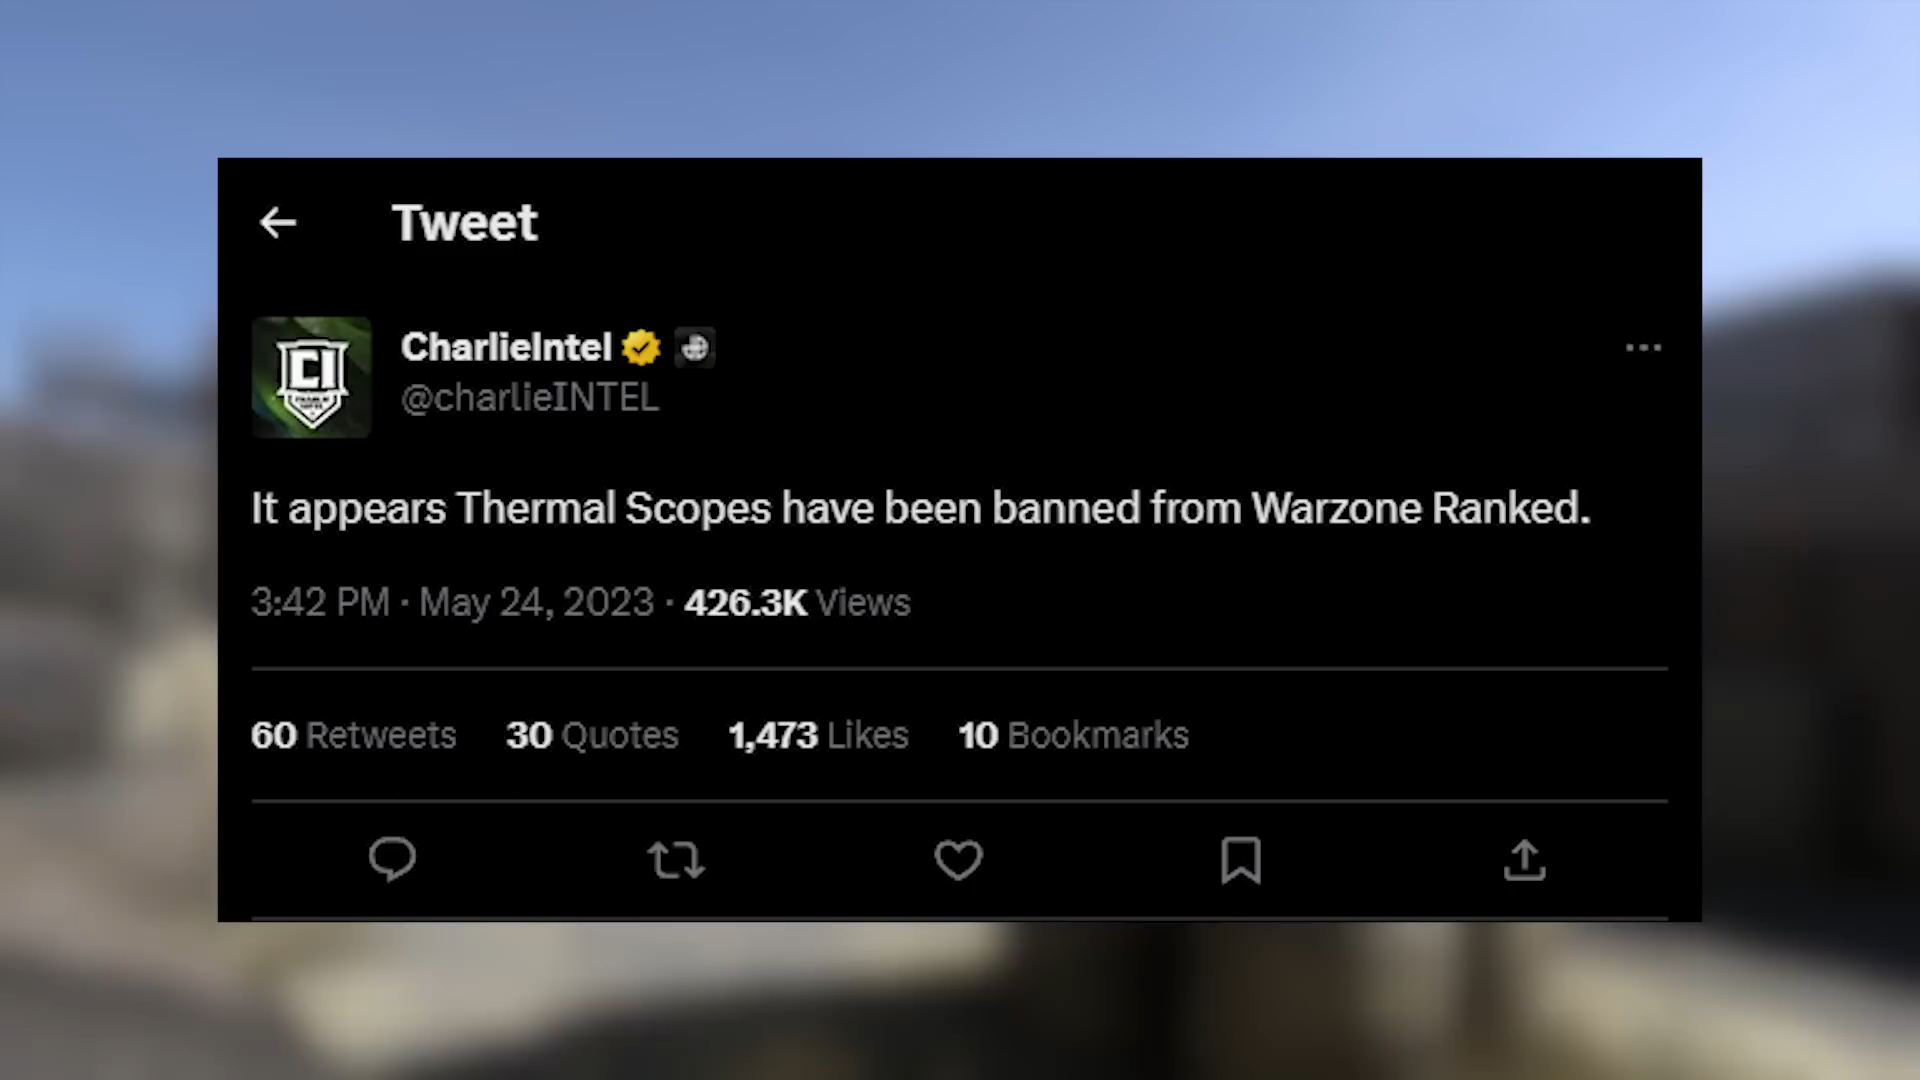 Tweet
CharlieIntel
@charlieINTEL
CI
It appears Thermal Scopes have been banned from Warzone Ranked.
3:42 PM · May 24, 2023 · 426.3K Views
60 Retweets 30 Quotes 1,473 Likes 10 Bookmarks